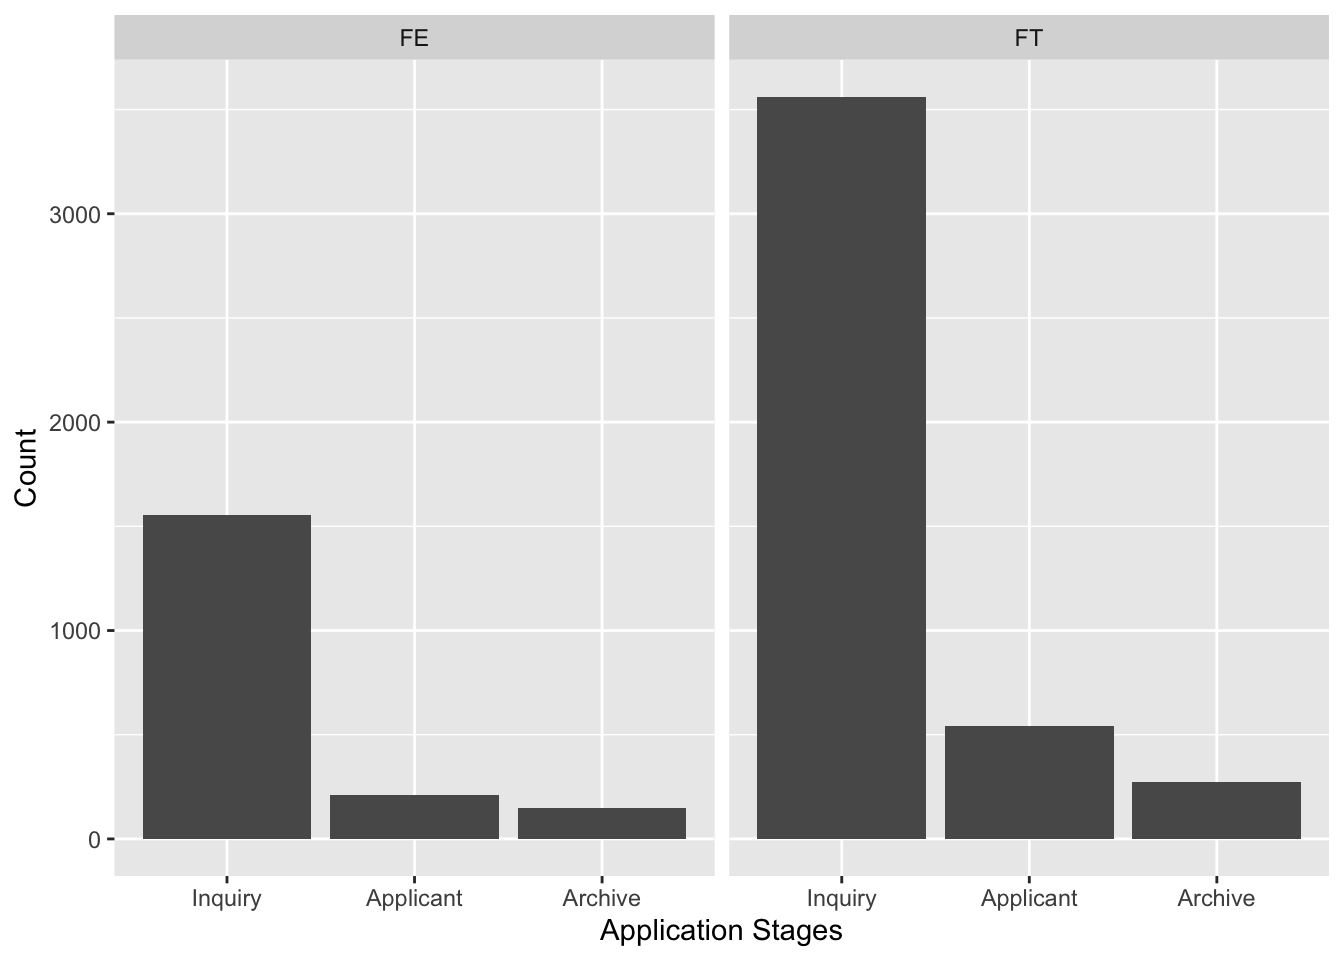 FE
FT
Count
3000
2000
1000
0
Inquiry Applicant Archive
Inquiry Applicant Archive
Application Stages